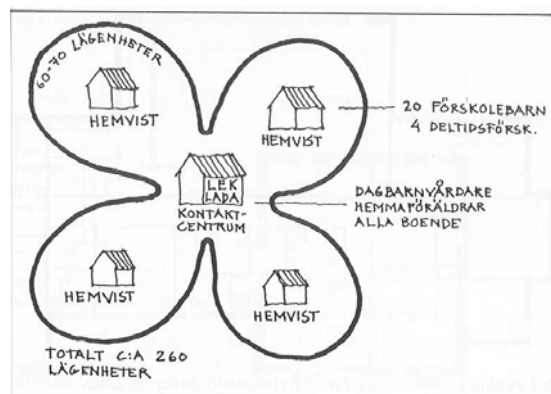 60-70 LÄGENHETER
HEMVIST
HEMVIST
20 FÖRSKOLEBARN
4 DELTIDSFÖRSK.
LEK
LADA
KONTAKT-
CENTRUM
DAGBARNVÅRDARE
HEMMAFÖRÄLDRAR
ALLA BOENDE
HEMVIST
HEMVIST
TOTALT C:A 260
LÄGENHETER